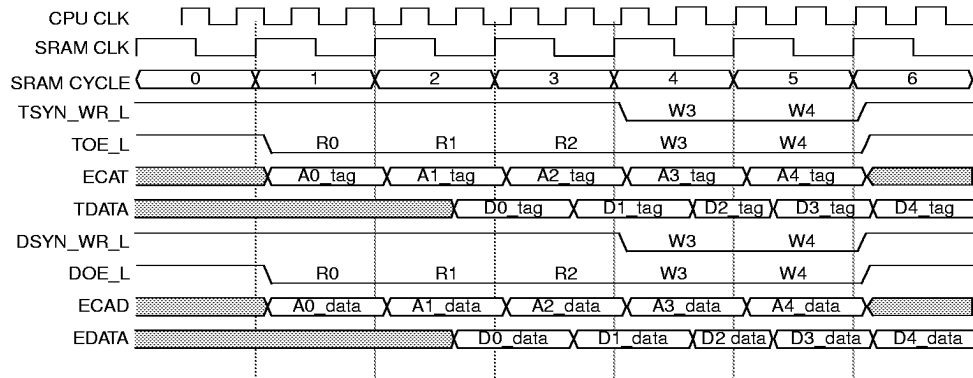 CPU CLK
SRAM CLK
SRAM CYCLE 0 1 2 3 4 5 6
TSYN_WR_L W3 W4
TOE_L R0 R1 R2 W3 W4
ECAT A0_tag A1_tag A2_tag A3_tag A4_tag
TDATA D0_tag D1_tag D2_tag D3_tag D4_tag
DSYN_WR_L W3 W4
DOE_L R0 R1 R2 W3 W4
ECAD A0_data A1_data A2_data A3_data A4_data
EDATA D0_data D1_data D2 data D3_data D4_data